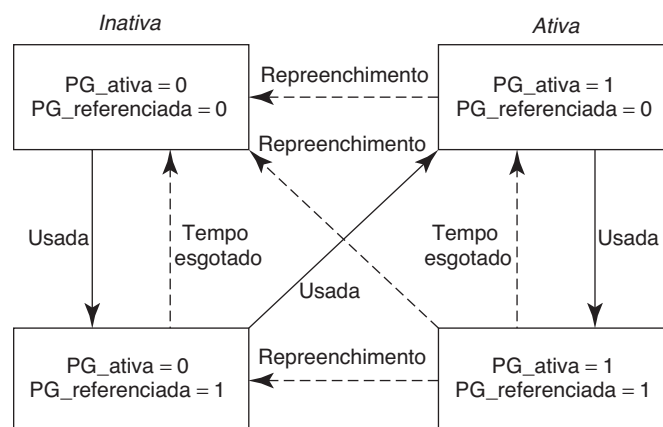 Inativa
Ativa
PG_ativa = 0
PG_referenciada = 0
Repreenchimento
PG_ativa = 1
PG_referenciada = 0
Repreenchimento
Usada
Tempo
esgotado
Usada
Tempo
esgotado
Usada
PG_ativa = 0
PG_referenciada = 1
Repreenchimento
PG_ativa = 1
PG_referenciada = 1